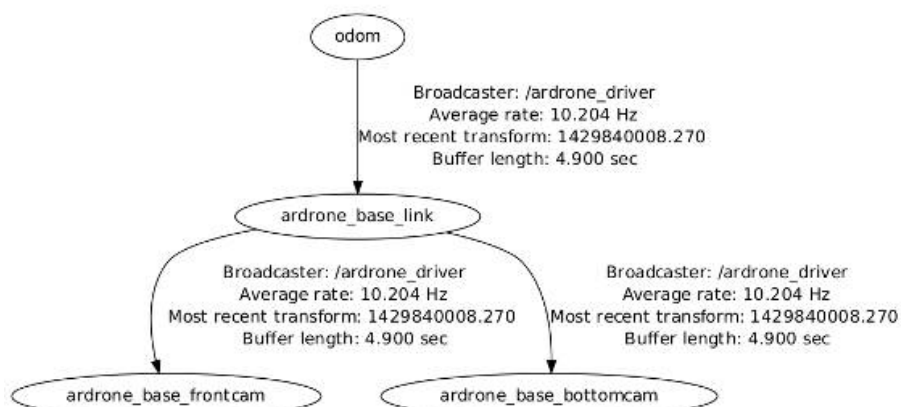 odom
Broadcaster: /ardrone_driver
Average rate: 10.204 Hz
Most recent transform: 1429840008.270
Buffer length: 4.900 sec
ardrone_base_link
Broadcaster: /ardrone_driver
Average rate: 10.204 Hz
Most recent transform: 1429840008.270
Buffer length: 4.900 sec
Broadcaster: /ardrone_driver
Average rate: 10.204 Hz
Most recent transform: 1429840008.270
Buffer length: 4.900 sec
ardrone_base_frontcam
ardrone_base_bottomcam